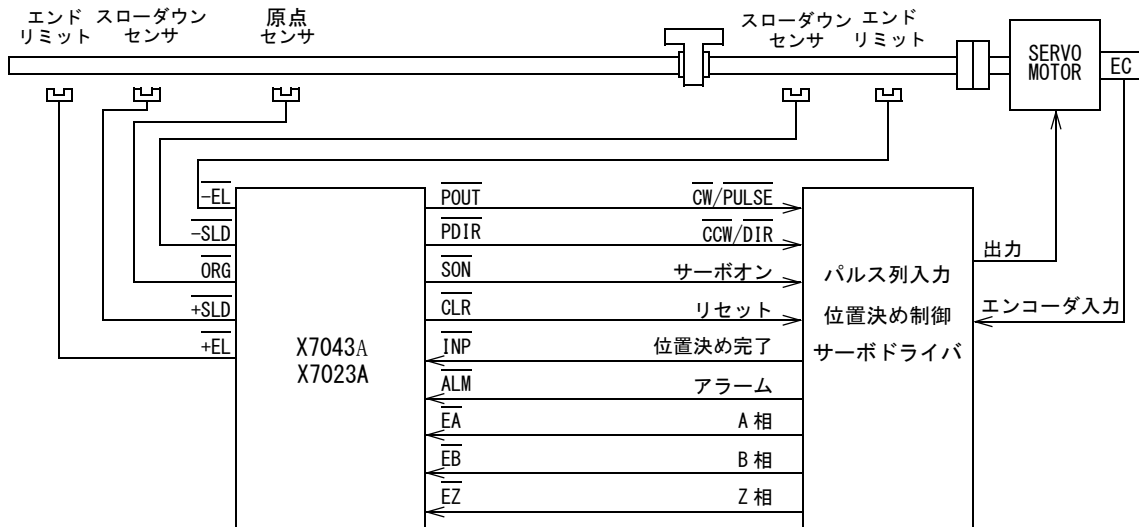 エンド
リミット
スローダウン
センサ
原点
センサ
スローダウン
センサ
エンド
リミット
SERVO
MOTOR
EC
-EL
-SLD
ORG
+SLD
+EL
X7043A
X7023A
POUT
PDIR
SON
CLR
INP
ALM
EA
EB
EZ
CW/PULSE
CCW/DIR
サーボオン
リセット
位置決め完了
アラーム
A 相
B 相
Z 相
パルス列入力
位置決め制御
サーボドライバ
出力
エンコーダ入力